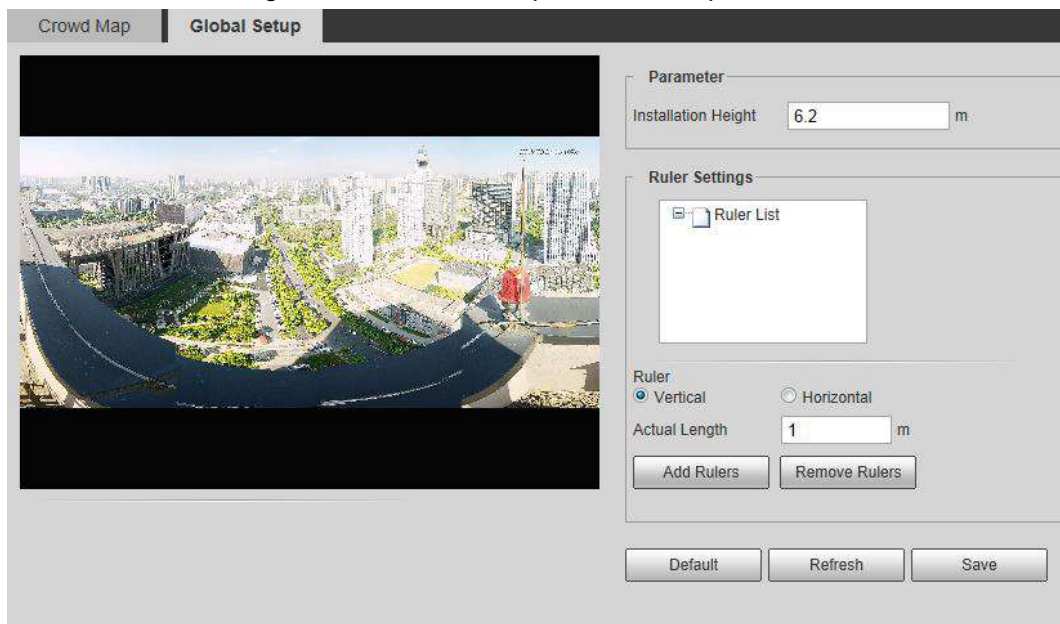 Crowd Map Global Setup
Parameter
Installation Height 6.2 m
Ruler Settings
Ruler List
Ruler
Vertical Horizontal
Actual Length 1 m
Add Rulers Remove Rulers
Default Refresh Save